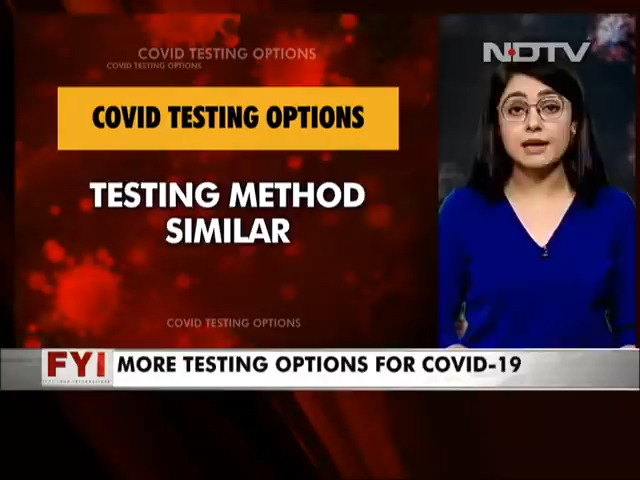 COVID TESTING OPTIONS
COVID TESTING OPTIONS
NDTV
COVID TESTING OPTIONS
TESTING METHOD
SIMILAR
COVID TESTING OPTIONS
FYI
MORE TESTING OPTIONS FOR COVID-19